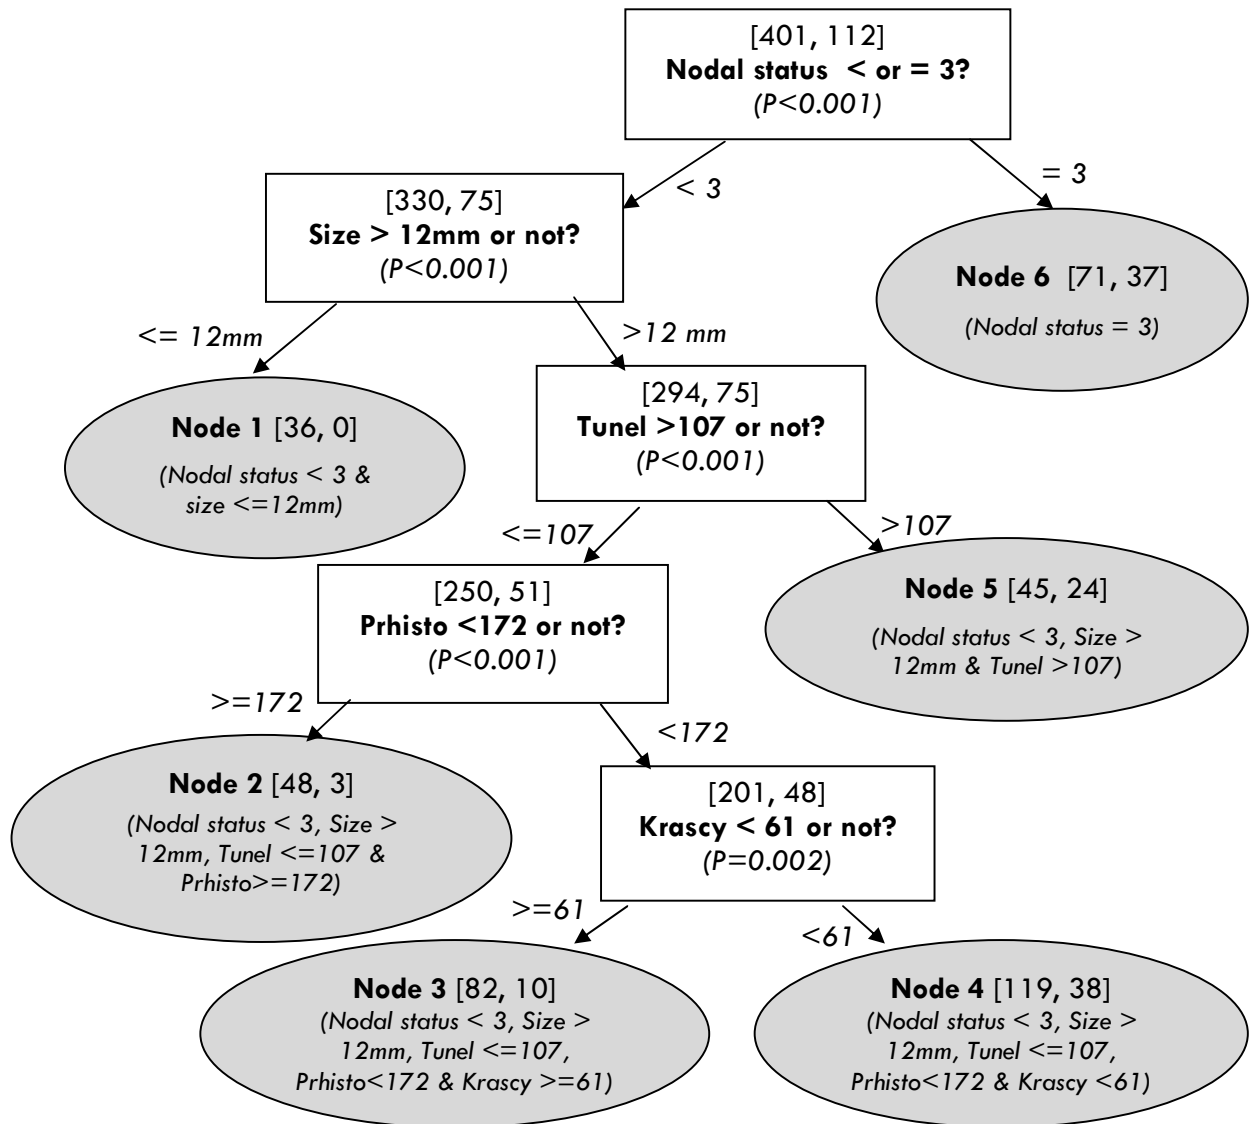 [401, 112]
Nodal status < or = 3?
(P<0.001)
< 3
= 3
[330, 75]
Size > 12mm or not?
(P<0.001)
Node 6 [71, 37]
(Nodal status = 3)
<= 12mm
>12 mm
[294, 75]
Tunel >107 or not?
(P<0.001)
Node 1 [36, 0]
(Nodal status < 3 &
size <=12mm)
<=107
>107
[250, 51]
Prhisto <172 or not?
(P<0.001)
Node 5 [45, 24]
(Nodal status < 3, Size >
12mm & Tunel >107)
>=172
<172
Node 2 [48, 3]
(Nodal status < 3, Size >
12mm, Tunel <=107 &
Prhisto>=172)
[201, 48]
Krascy < 61 or not?
(P=0.002)
>=61
<61
Node 3 [82, 10]
(Nodal status < 3, Size >
12mm, Tunel <=107,
Prhisto<172 & Krascy >=61)
Node 4 [119, 38]
(Nodal status < 3, Size >
12mm, Tunel <=107,
Prhisto<172 & Krascy <61)